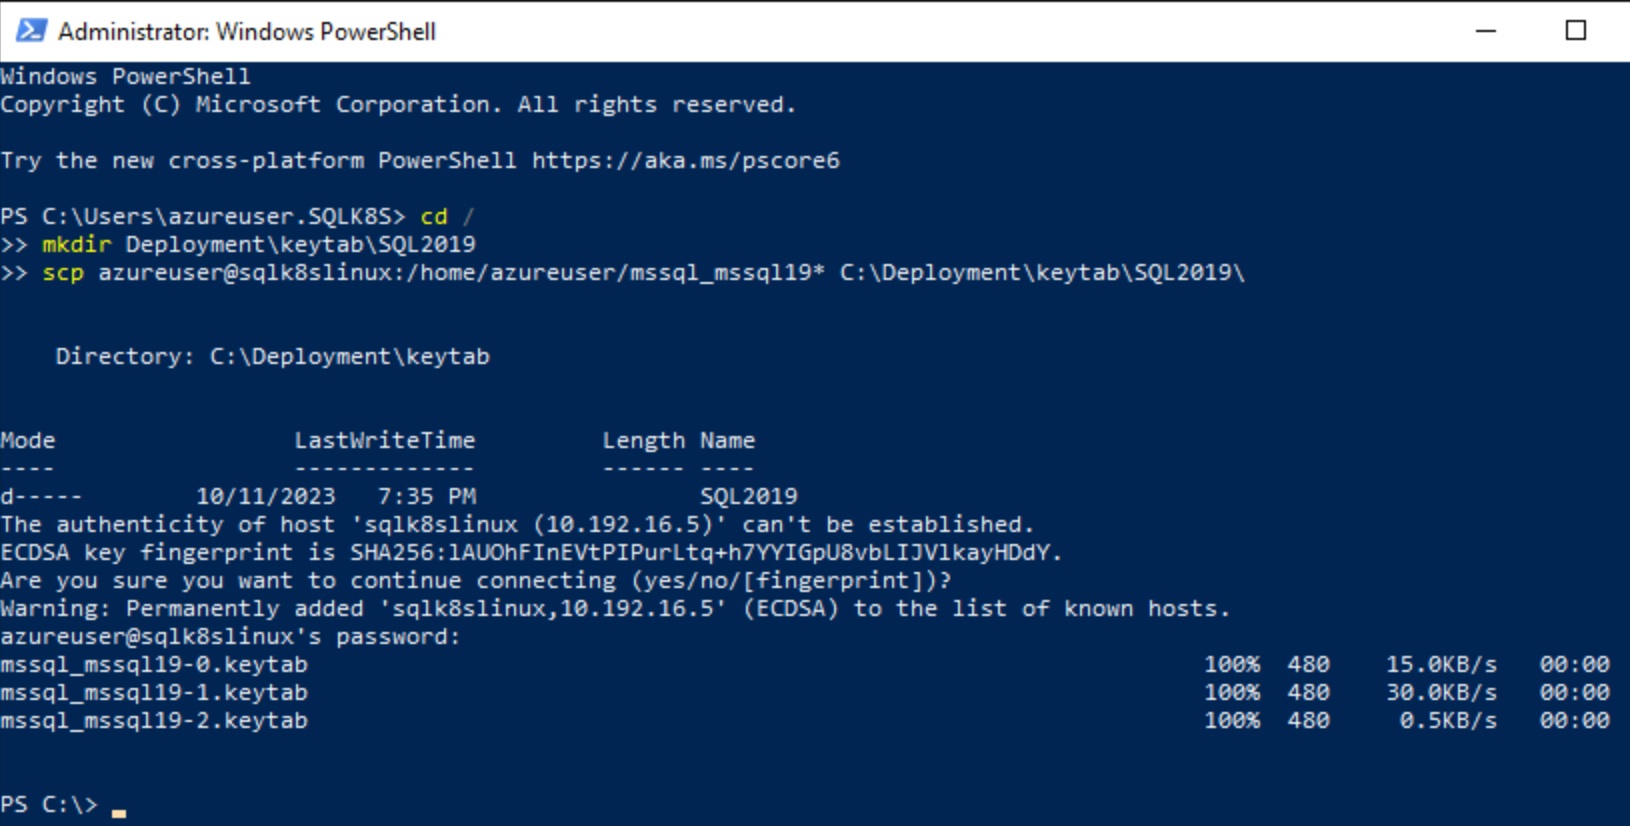 Administrator: Windows PowerShell
Windows PowerShell
Copyright (C) Microsoft Corporation. All rights reserved.
Try the new cross-platform PowerShell https://aka.ms/pscore6
PS C:\Users\azureuser.SQLK8S> cd /
>> mkdir Deployment\keytab\SQL2019
>> scp azureuser@sqlk8slinux:/home/azureuser/mssql_mssql19* C:\Deployment\keytab\SQL2019\
Directory: C:\Deployment\keytab
Mode LastWriteTime Length Name
---- ------------- ------ ----
d----- 10/11/2023 7:35 PM SQL2019
The authenticity of host 'sqlk8slinux (10.192.16.5)' can't be established.
ECDSA key fingerprint is SHA256:lAUOhFInEVtPIPurLtq+h7YYIGpU8vbLIJVlkayHDdY.
Are you sure you want to continue connecting (yes/no/[fingerprint])?
Warning: Permanently added 'sqlk8slinux,10.192.16.5' (ECDSA) to the list of known hosts.
azureuser@sqlk8slinux's password:
mssql_mssql19-0.keytab 100% 480 15.0KB/s 00:00
mssql_mssql19-1.keytab 100% 480 30.0KB/s 00:00
mssql_mssql19-2.keytab 100% 480 0.5KB/s 00:00
PS C:\>